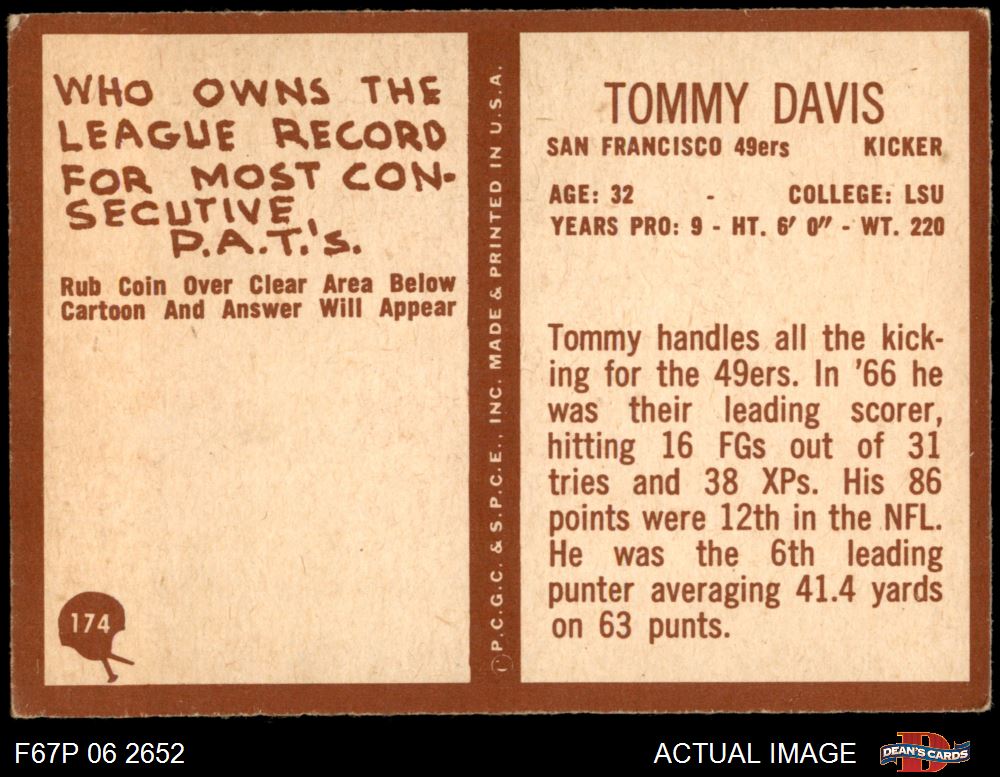 WHO OWNS THE
LEAGUE RECORD
FOR MOST CON-
SECUTIVE
P.A.T.'s.
Rub Coin Over Clear Area Below
Cartoon And Answer Will Appear
174
© P.C.G.C. & S.P.C.E., INC. MADE & PRINTED IN U.S.A.
TOMMY DAVIS
SAN FRANCISCO 49ers KICKER
AGE: 32 - COLLEGE: LSU
YEARS PRO: 9 - HT. 6' 0" - WT. 220
Tommy handles all the kick-
ing for the 49ers. In '66 he
was their leading scorer,
hitting 16 FGs out of 31
tries and 38 XPs. His 86
points were 12th in the NFL.
He was the 6th leading
punter averaging 41.4 yards
on 63 punts.
F67P 06 2652
ACTUAL IMAGE
DEAN'S CARDS